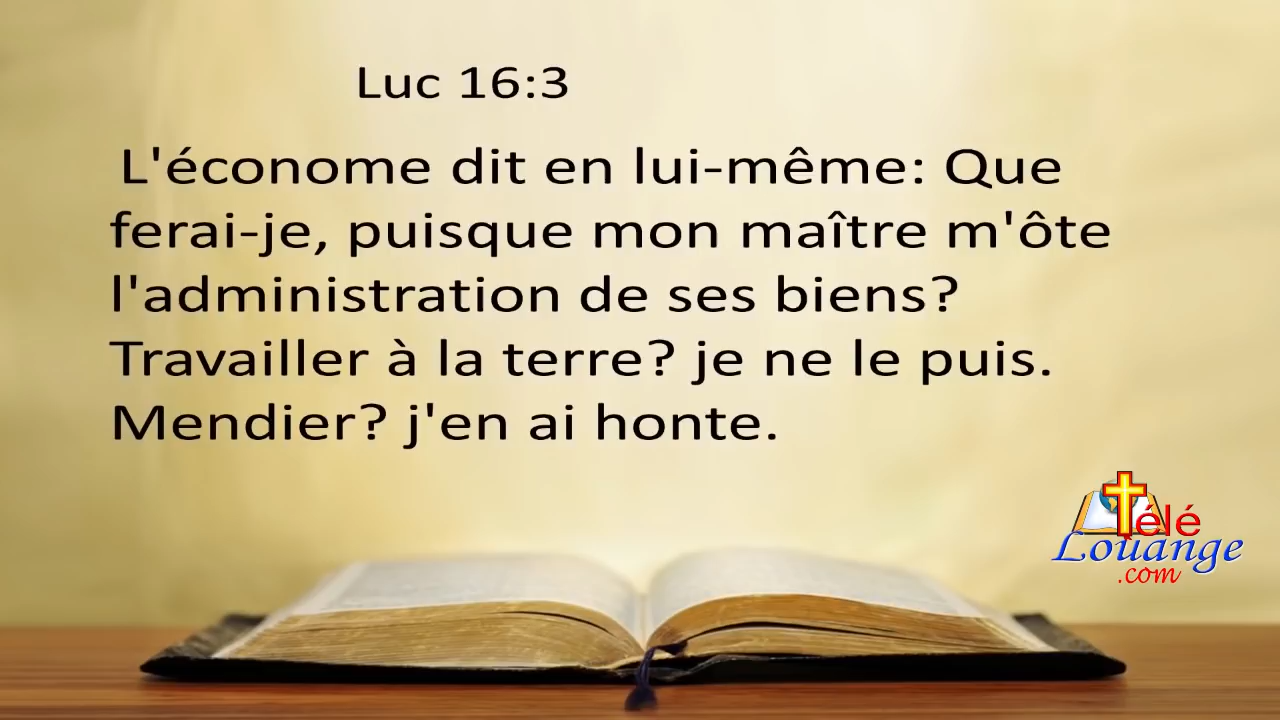 Luc 16:3
L'économe dit en lui-même: Que
ferai-je, puisque mon maître m'ôte
l'administration de ses biens?
Travailler à la terre? je ne le puis.
Mendier? j'en ai honte.
Télé
Louange
.com